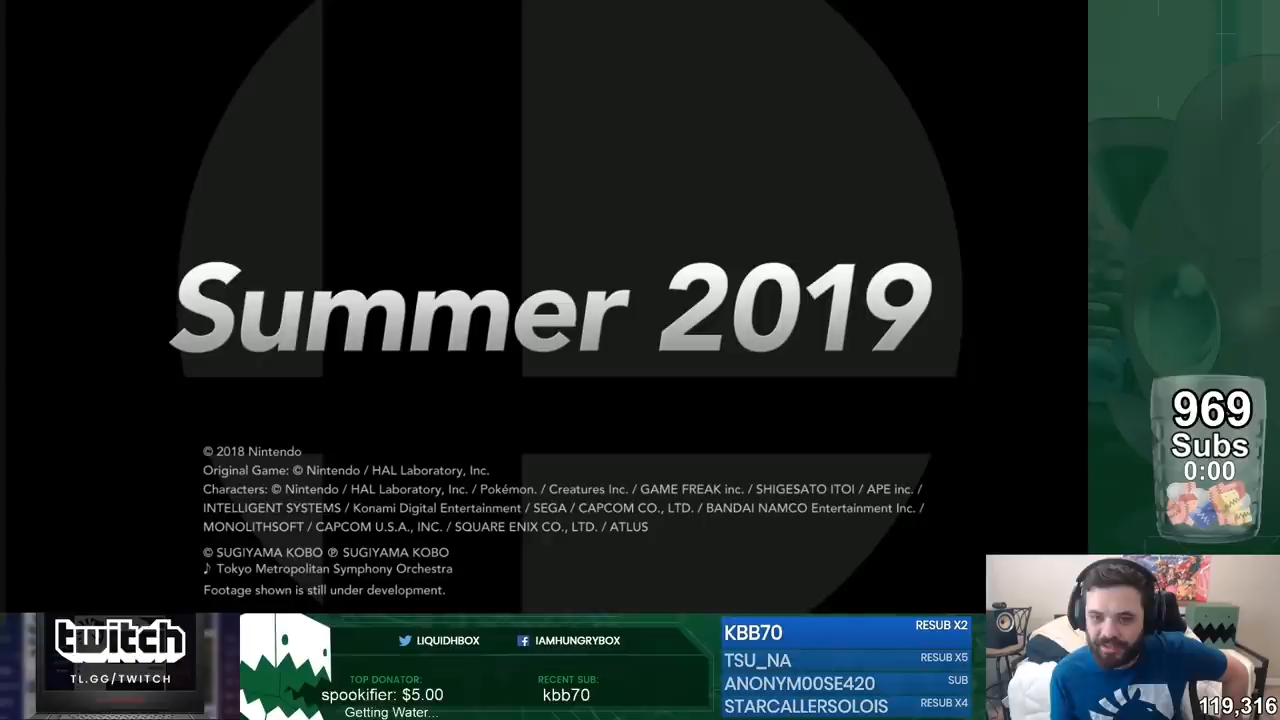 Summer 2019
© 2018 Nintendo
Original Game: © Nintendo / HAL Laboratory, Inc.
Characters: © Nintendo / HAL Laboratory, Inc. / Pokémon. / Creatures Inc. / GAME FREAK inc. / SHIGESATO ITOI / APE inc. /
INTELLIGENT SYSTEMS / Konami Digital Entertainment / SEGA / CAPCOM CO., LTD. / BANDAI NAMCO Entertainment Inc. /
MONOLITHSOFT / CAPCOM U.S.A., INC. / SQUARE ENIX CO., LTD. / ATLUS
© SUGIYAMA KOBO ℗ SUGIYAMA KOBO
♪ Tokyo Metropolitan Symphony Orchestra
Footage shown is still under development.
969
Subs
0:00
twitch
TL.GG/TWITCH
LIQUIDHBOX
IAMHUNGRYBOX
TOP DONATOR:
spookifier: $5.00
Getting Water...
RECENT SUB:
kbb70
KBB70 RESUB X2
TSU_NA RESUB X5
ANONYM00SE420 SUB
STARCALLERSOLOIS RESUB X4
119,316